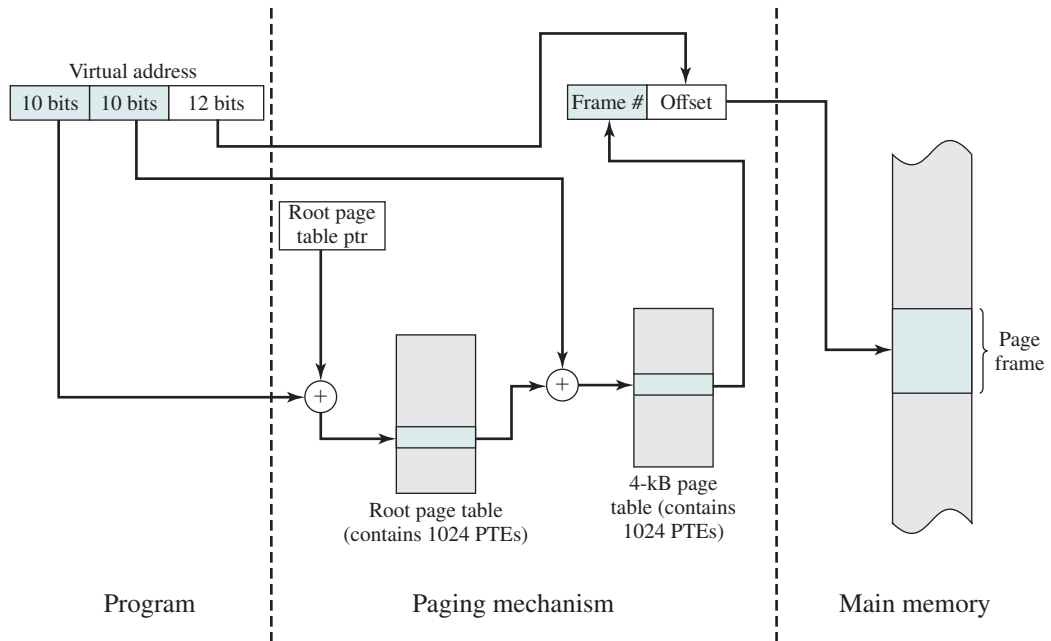 Virtual address
10 bits
10 bits
12 bits
Frame #
Offset
Root page
table ptr
+
+
Page
frame
Root page table
(contains 1024 PTEs)
4-kB page
table (contains
1024 PTEs)
Program
Paging mechanism
Main memory